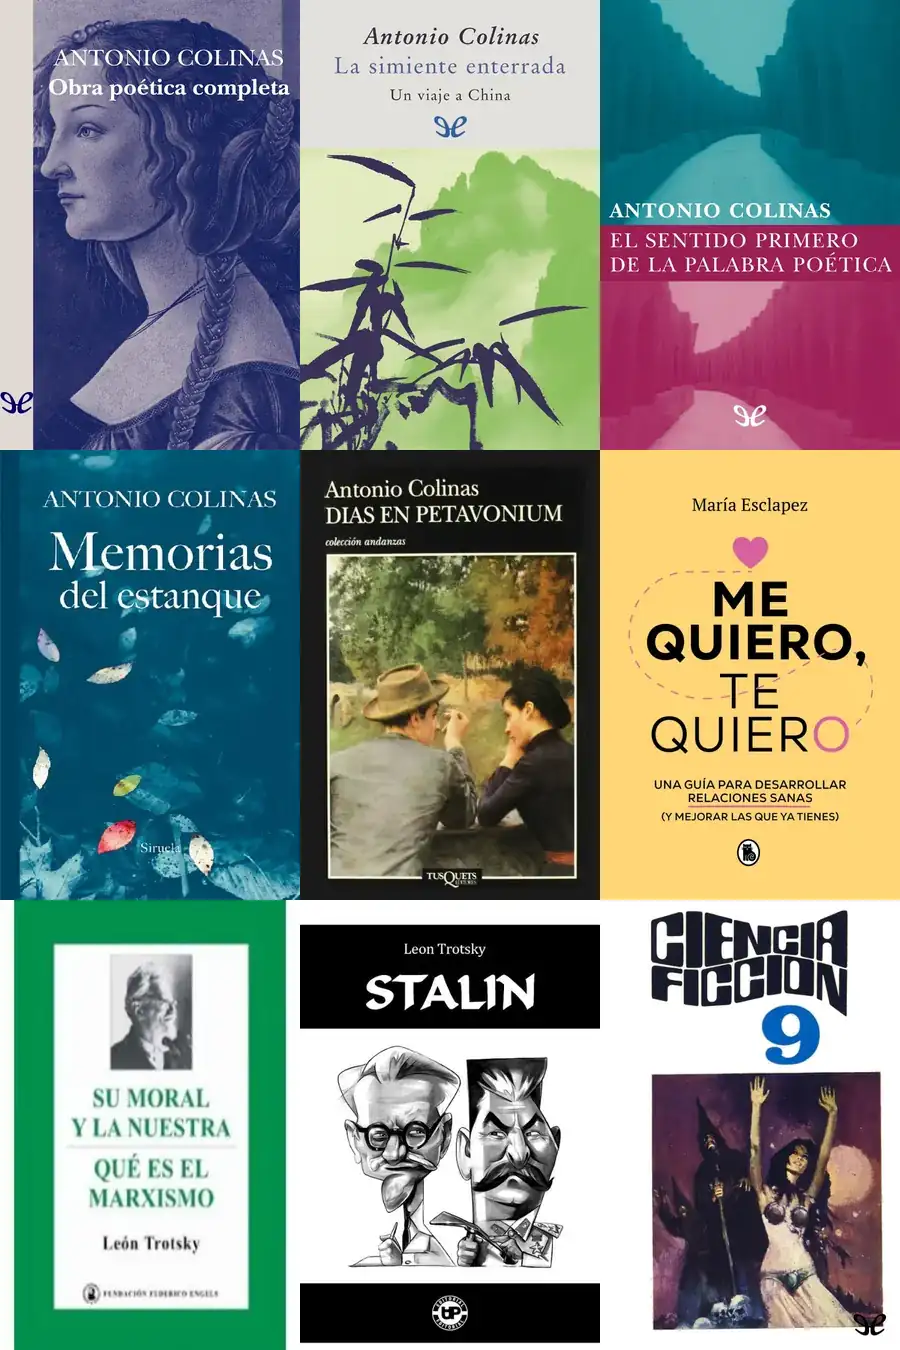 ANTONIO COLINAS
Obra poética completa
Antonio Colinas
La simiente enterrada
Un viaje a China
ANTONIO COLINAS
EL SENTIDO PRIMERO
DE LA PALABRA POÉTICA
ANTONIO COLINAS
Memorias
del estanque
Siruela
Antonio Colinas
DIAS EN PETAVONIUM
colección andanzas
TUSQUETS
EDITORES
María Esclapez
ME
QUIERO,
TE
QUIERO
UNA GUÍA PARA DESARROLLAR
RELACIONES SANAS
(Y MEJORAR LAS QUE YA TIENES)
SU MORAL
Y LA NUESTRA
QUÉ ES EL
MARXISMO
León Trotsky
FUNDACIÓN FEDERICO ENGELS
Leon Trotsky
STALIN
CIENCIA
FICCION
9